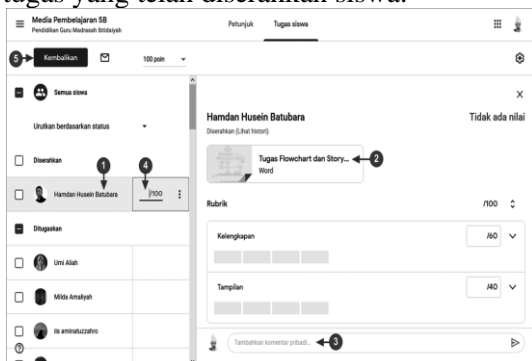 tugas yang telah diserahkan siswa.
Media Pembelajaran 5B
Pendidikan Guru Madrasah Ibtidaiyah
Petunjuk
Tugas siswa
5
Kembalikan
100 poin
Semua siswa
Urutkan berdasarkan status
Diserahkan
1
4
Hamdan Husein Batubara
/100
Ditugaskan
Umi Aliah
Milda Amaliyah
iis aminatuzzahro
Hamdan Husein Batubara
Tidak ada nilai
Diserahkan (Lihat histori)
Tugas Flowchart dan Story...
2
Word
Rubrik
/100
Kelengkapan
/60
Tampilan
/40
Tambahkan komentar pribadi...
3